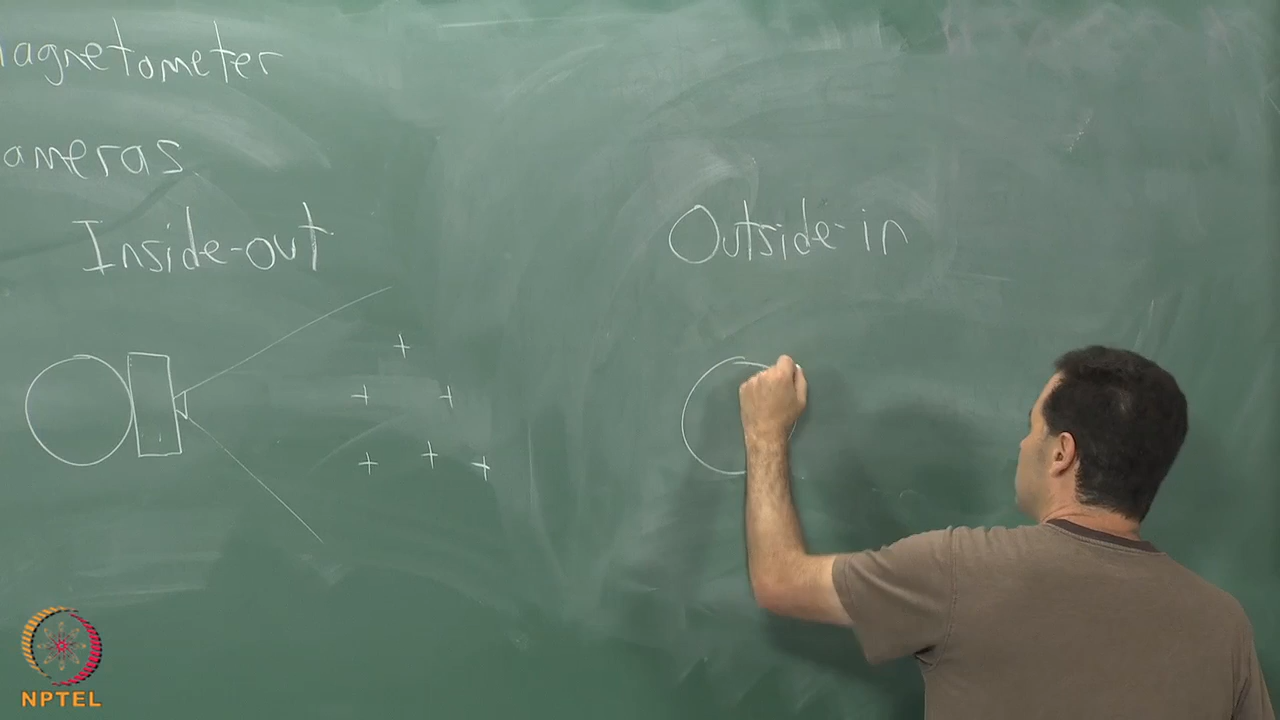 agnetometer
ameras
Inside-out
Outside-in
NPTEL